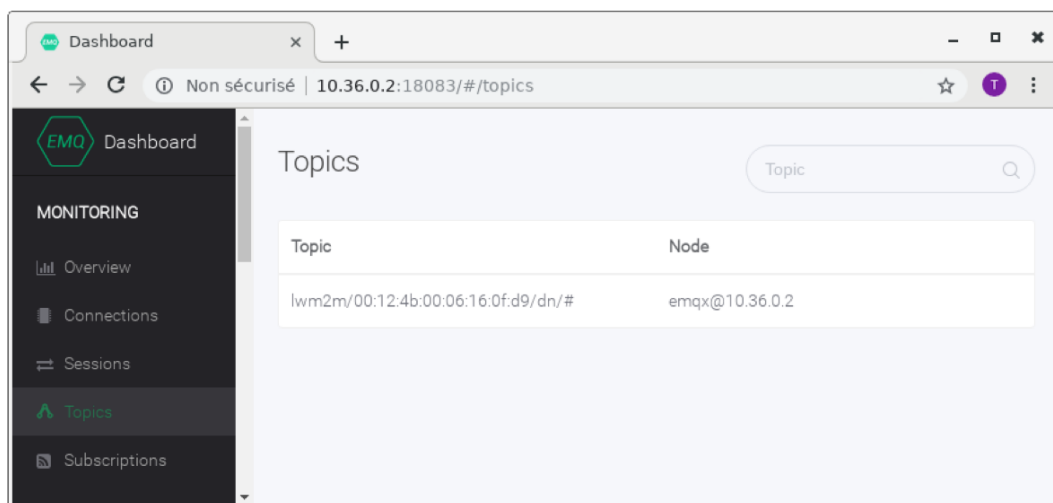 EMQ Dashboard
Non sécurisé | 10.36.0.2:18083/#/topics
T
EMQ Dashboard
MONITORING
Overview
Connections
Sessions
Topics
Subscriptions
Topics
Topic
Topic Node
lwm2m/00:12:4b:00:06:16:0f:d9/dn/# emqx@10.36.0.2